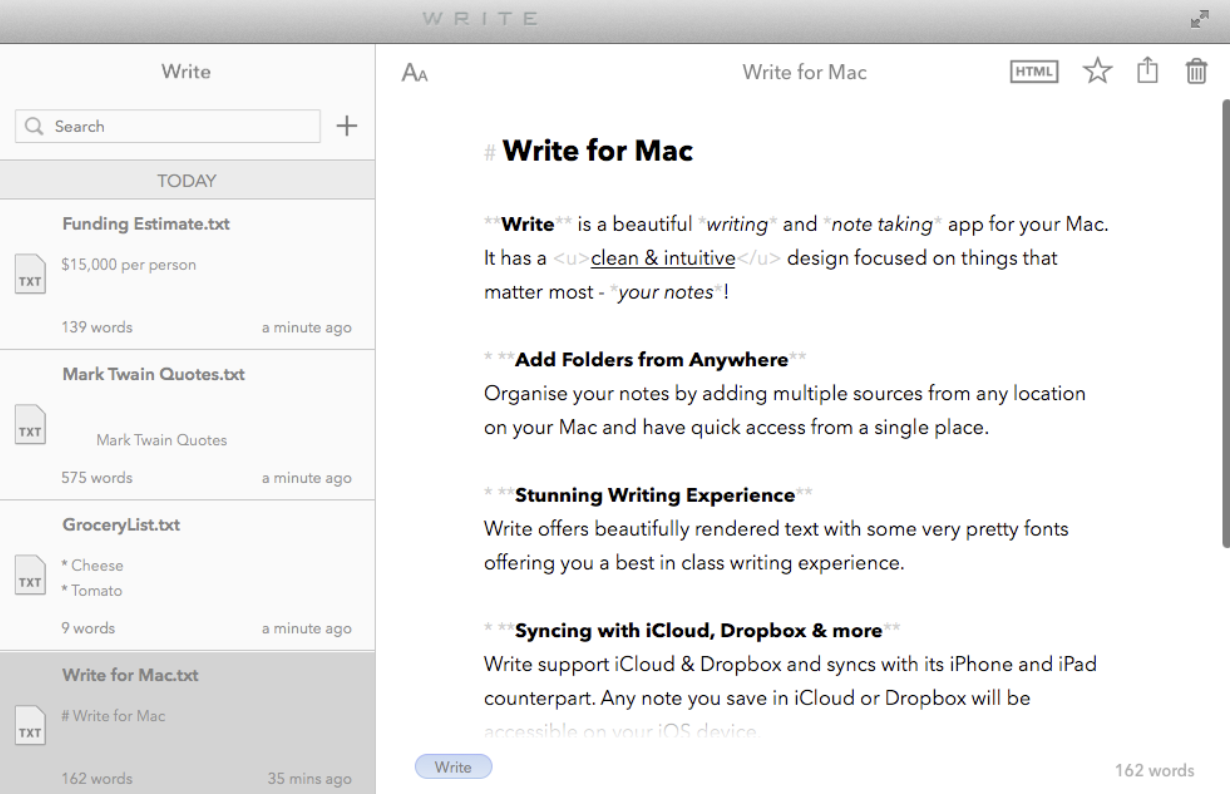 WRITE
Write
Search
TODAY
Funding Estimate.txt
$15,000 per person
TXT
139 words a minute ago
Mark Twain Quotes.txt
TXT
Mark Twain Quotes
575 words a minute ago
GroceryList.txt
* Cheese
TXT
* Tomato
9 words a minute ago
Write for Mac.txt
# Write for Mac
TXT
162 words 35 mins ago
AA Write for Mac HTML
# Write for Mac
**Write** is a beautiful *writing* and *note taking* app for your Mac.
It has a <u>clean & intuitive</u> design focused on things that
matter most - *your notes*!
* **Add Folders from Anywhere**
Organise your notes by adding multiple sources from any location
on your Mac and have quick access from a single place.
* **Stunning Writing Experience**
Write offers beautifully rendered text with some very pretty fonts
offering you a best in class writing experience.
* **Syncing with iCloud, Dropbox & more**
Write support iCloud & Dropbox and syncs with its iPhone and iPad
counterpart. Any note you save in iCloud or Dropbox will be
accessible on your iOS device.
Write 162 words